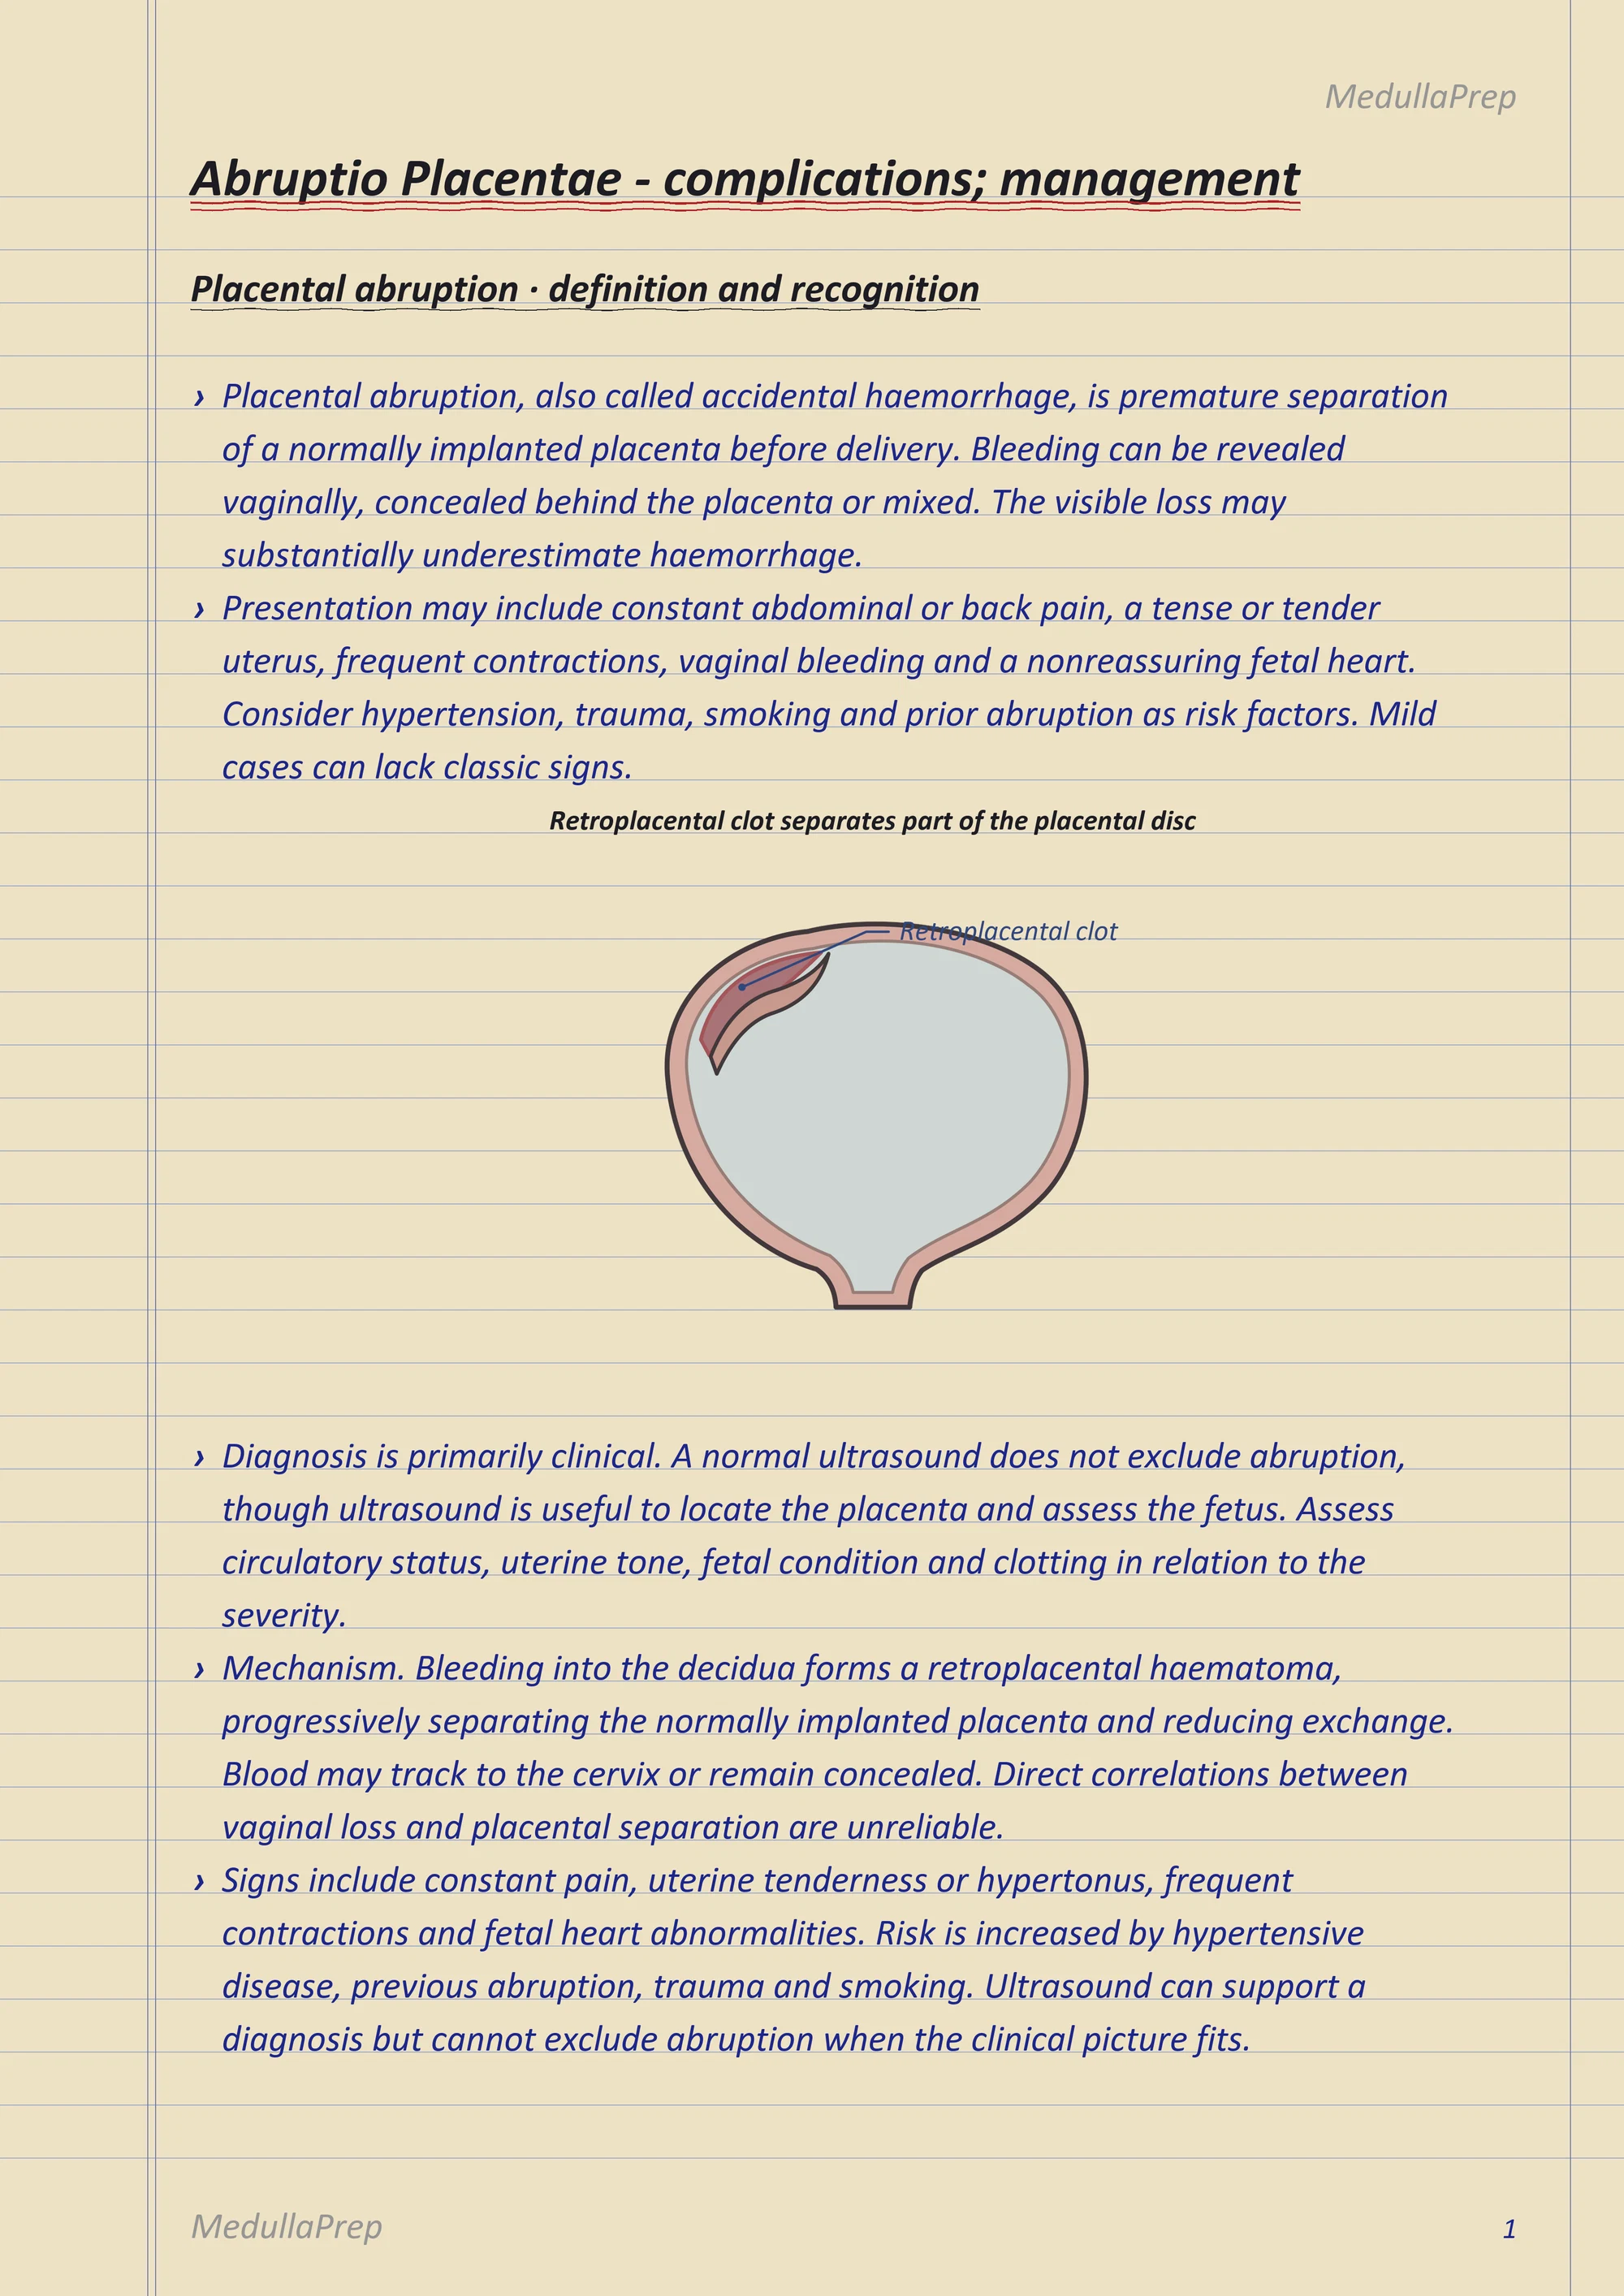 MedullaPrep
Abruptio Placentae - complications; management
Placental abruption · definition and recognition
› Placental abruption, also called accidental haemorrhage, is premature separation
of a normally implanted placenta before delivery. Bleeding can be revealed
vaginally, concealed behind the placenta or mixed. The visible loss may
substantially underestimate haemorrhage.
› Presentation may include constant abdominal or back pain, a tense or tender
uterus, frequent contractions, vaginal bleeding and a nonreassuring fetal heart.
Consider hypertension, trauma, smoking and prior abruption as risk factors. Mild
cases can lack classic signs.
Retroplacental clot separates part of the placental disc
Retroplacental clot
› Diagnosis is primarily clinical. A normal ultrasound does not exclude abruption,
though ultrasound is useful to locate the placenta and assess the fetus. Assess
circulatory status, uterine tone, fetal condition and clotting in relation to the
severity.
› Mechanism. Bleeding into the decidua forms a retroplacental haematoma,
progressively separating the normally implanted placenta and reducing exchange.
Blood may track to the cervix or remain concealed. Direct correlations between
vaginal loss and placental separation are unreliable.
› Signs include constant pain, uterine tenderness or hypertonus, frequent
contractions and fetal heart abnormalities. Risk is increased by hypertensive
disease, previous abruption, trauma and smoking. Ultrasound can support a
diagnosis but cannot exclude abruption when the clinical picture fits.
MedullaPrep
1